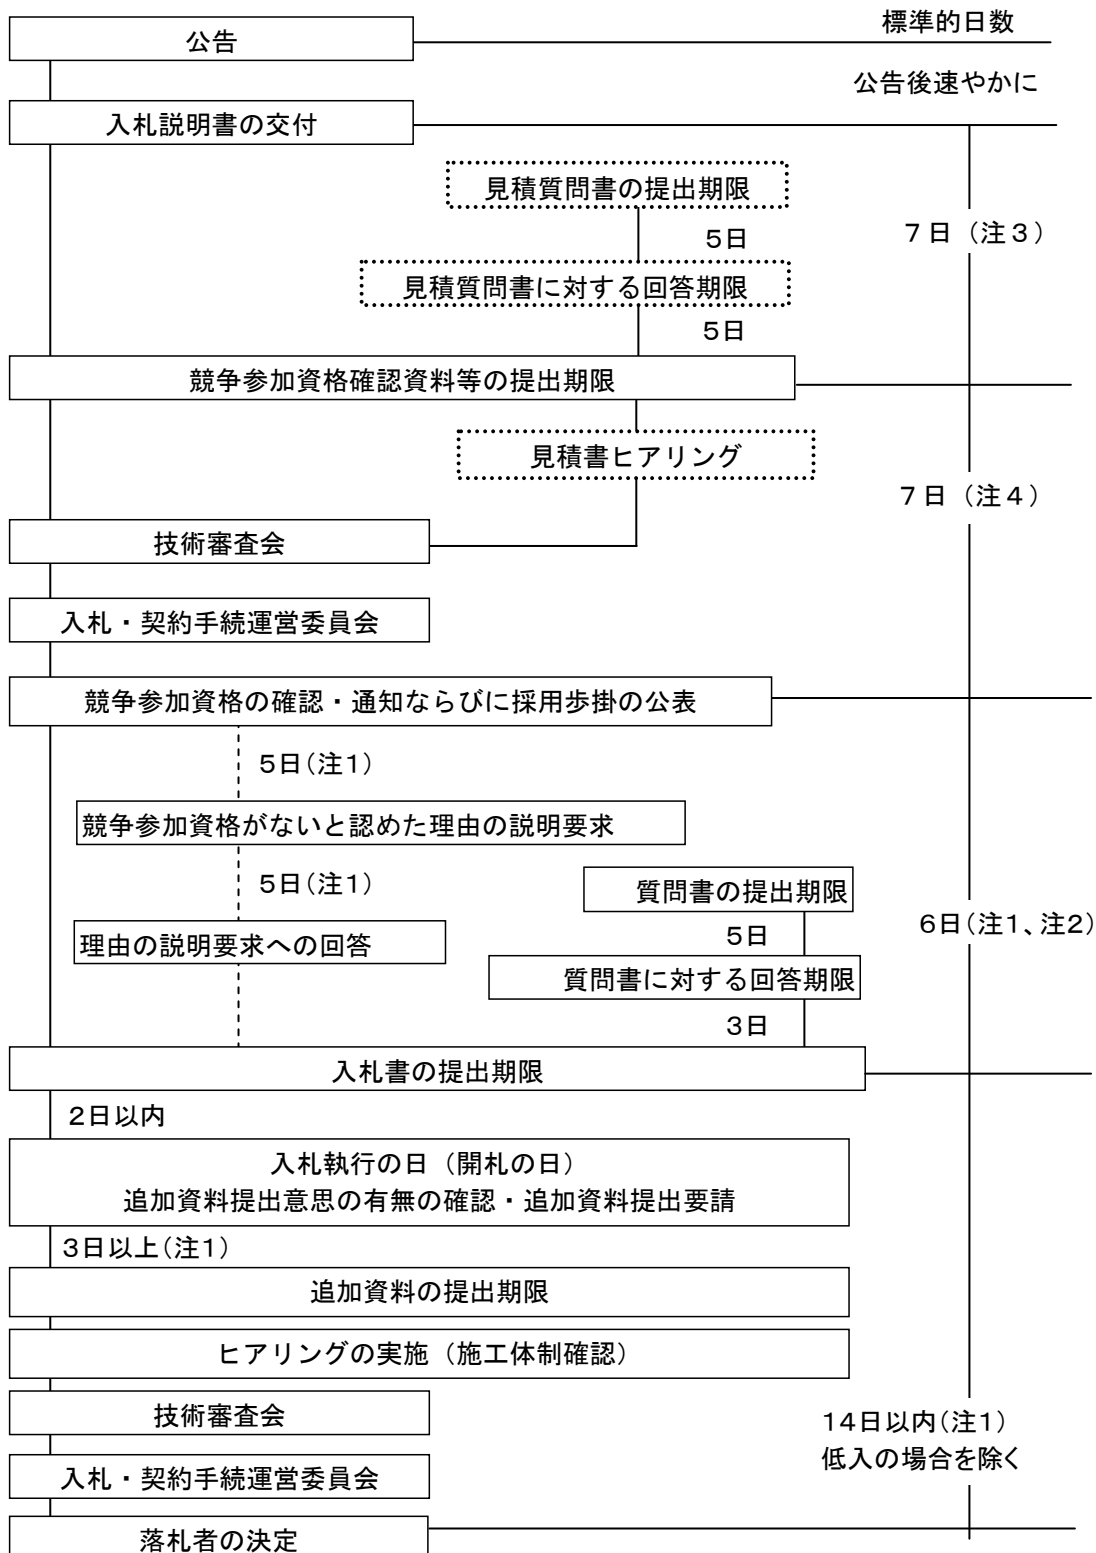 標準的日数
公告
公告後速やかに
入札説明書の交付
見積質問書の提出期限
7日（注3）
5日
見積質問書に対する回答期限
5日
競争参加資格確認資料等の提出期限
見積書ヒアリング
7日（注4）
技術審査会
入札・契約手続運営委員会
競争参加資格の確認・通知ならびに採用歩掛の公表
5日（注1）
競争参加資格がないと認めた理由の説明要求
5日（注1）
質問書の提出期限
6日（注1、注2）
5日
理由の説明要求への回答
質問書に対する回答期限
3日
入札書の提出期限
2日以内
入札執行の日（開札の日）
追加資料提出意思の有無の確認・追加資料提出要請
3日以上（注1）
追加資料の提出期限
ヒアリングの実施（施工体制確認）
技術審査会
14日以内（注1）
低入の場合を除く
入札・契約手続運営委員会
落札者の決定